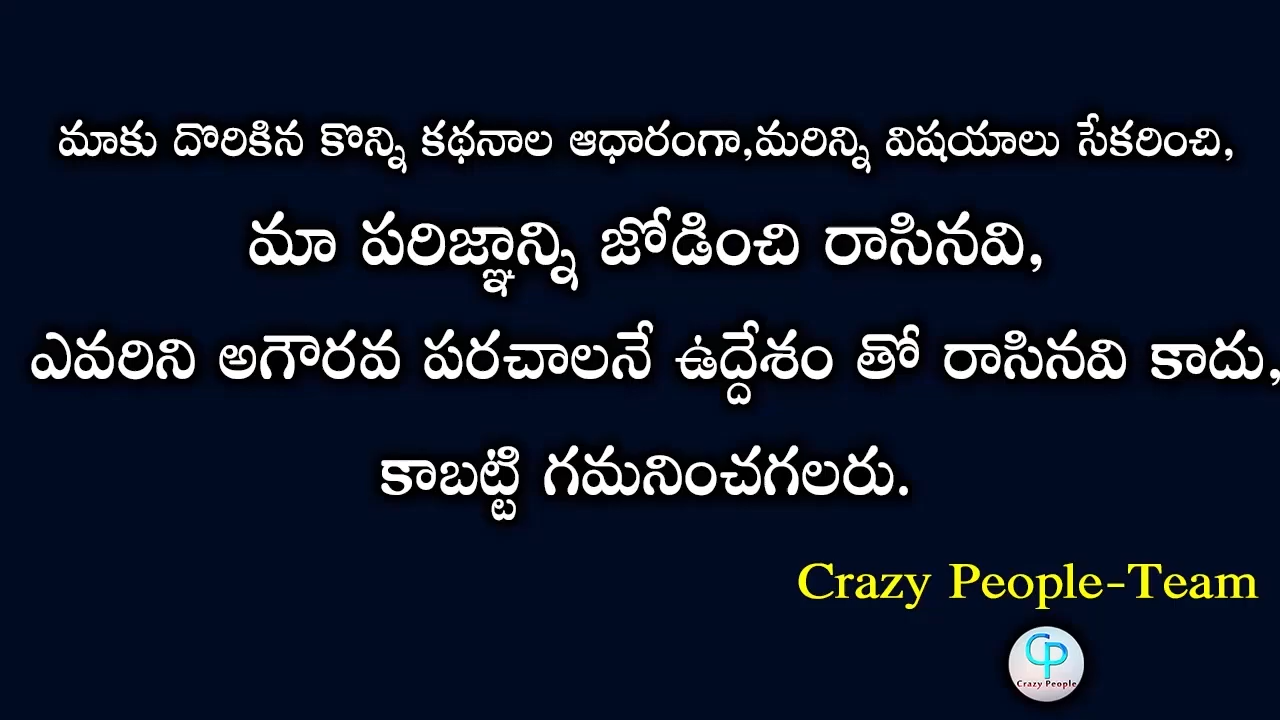 మాకు దొరికిన కొన్ని కథనాల ఆధారంగా,మరిన్ని విషయాలు సేకరించి,
మా పరిజ్ఞాన్ని జోడించి రాసినవి,
ఎవరిని అగౌరవ పరచాలనే ఉద్దేశం తో రాసినవి కాదు,
కాబట్టి గమనించగలరు.
Crazy People-Team
CP
Crazy People